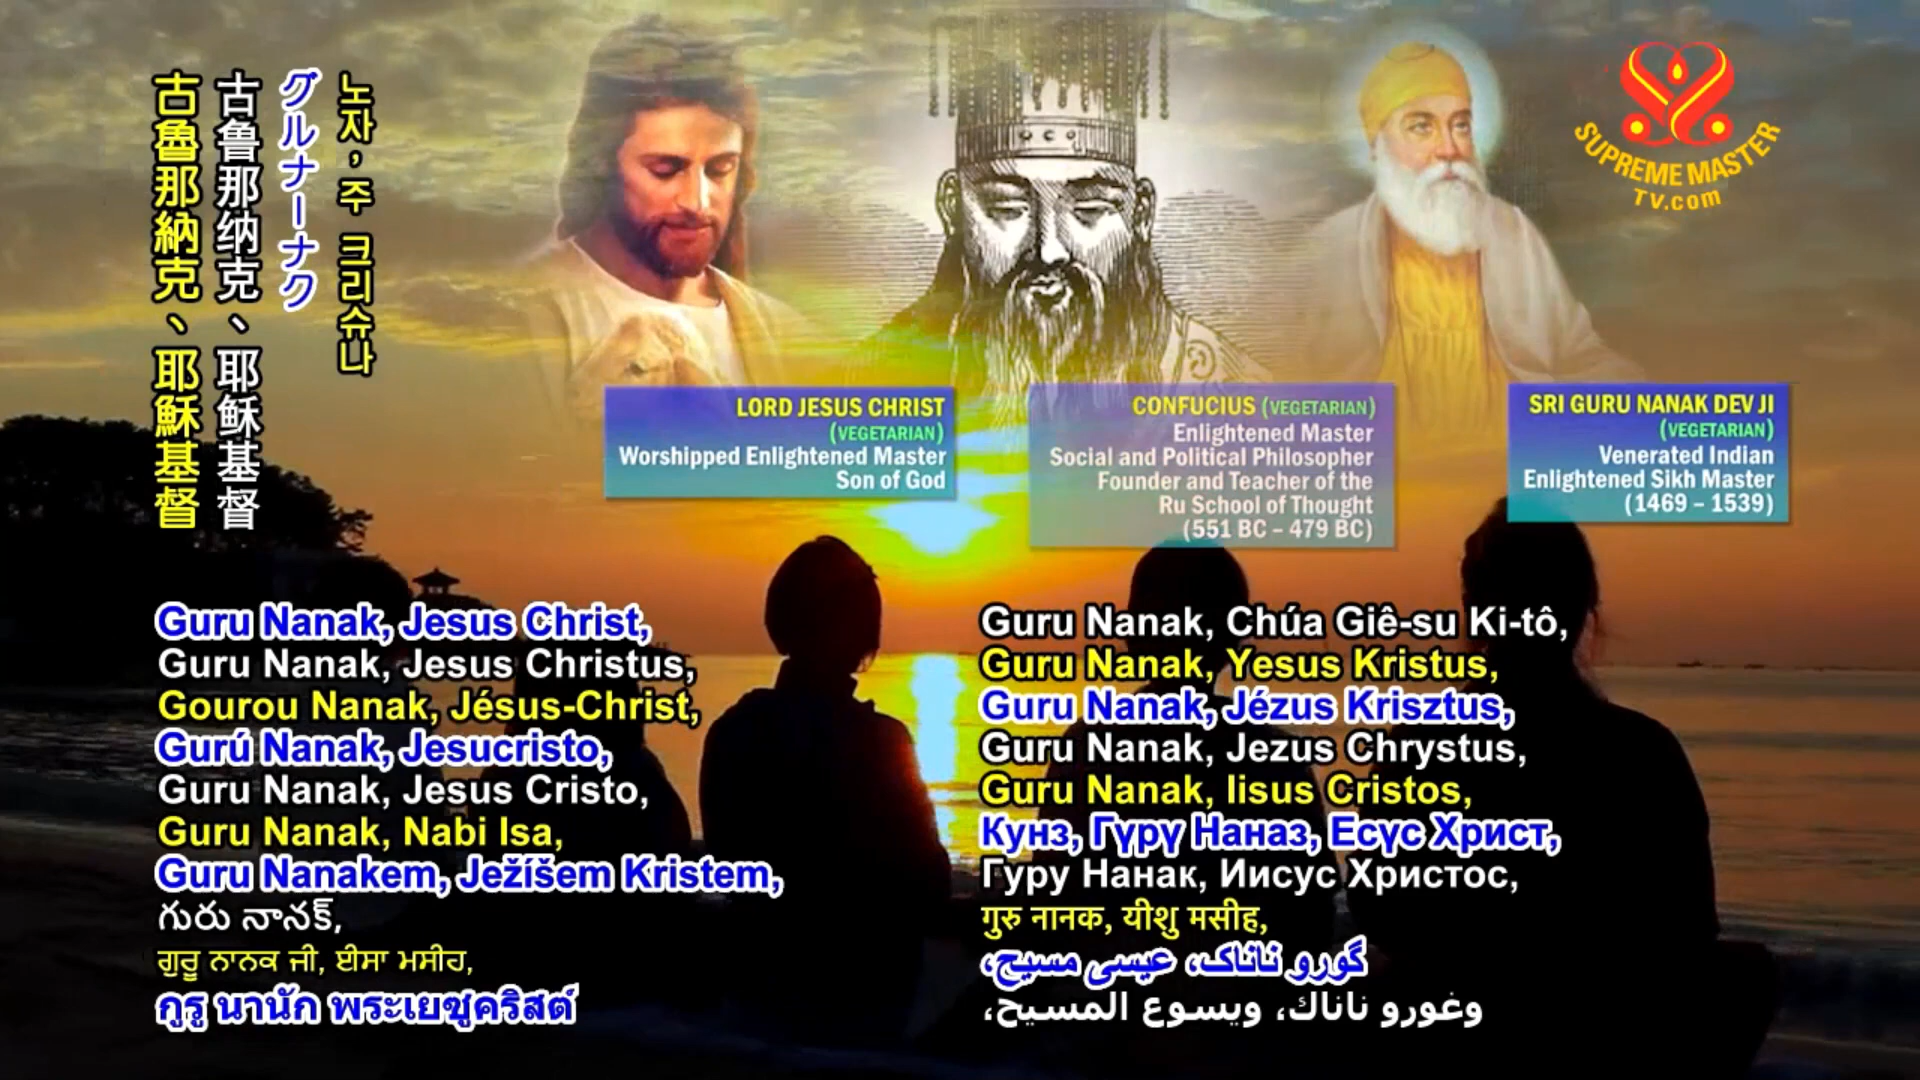 古魯那納克、耶穌基督
古鲁那纳克、耶稣基督
グルナーナク
노자, 주 크리슈나
SUPREME MASTER
TV.com
LORD JESUS CHRIST
(VEGETARIAN)
Worshipped Enlightened Master
Son of God
CONFUCIUS (VEGETARIAN)
Enlightened Master
Social and Political Philosopher
Founder and Teacher of the
Ru School of Thought
(551 BC – 479 BC)
SRI GURU NANAK DEV JI
(VEGETARIAN)
Venerated Indian
Enlightened Sikh Master
(1469 – 1539)
Guru Nanak, Jesus Christ,
Guru Nanak, Jesus Christus,
Gourou Nanak, Jésus-Christ,
Gurú Nanak, Jesucristo,
Guru Nanak, Jesus Cristo,
Guru Nanak, Nabi Isa,
Guru Nanakem, Ježíšem Kristem,
గురు నానక్,
ਗੁਰੂ ਨਾਨਕ ਜੀ, ਈਸਾ ਮਸੀਹ,
กูรู นานัก พระเยซูคริสต์
Guru Nanak, Chúa Giê-su Ki-tô,
Guru Nanak, Yesus Kristus,
Guru Nanak, Jézus Krisztus,
Guru Nanak, Jezus Chrystus,
Guru Nanak, Iisus Cristos,
Кунз, Гүрү Наназ, Есүс Христ,
Гуру Нанак, Иисус Христос,
गुरु नानक, यीशु मसीह,
گورو ناناک، عیسی مسیح،
وغورو ناناك، ويسوع المسيح،